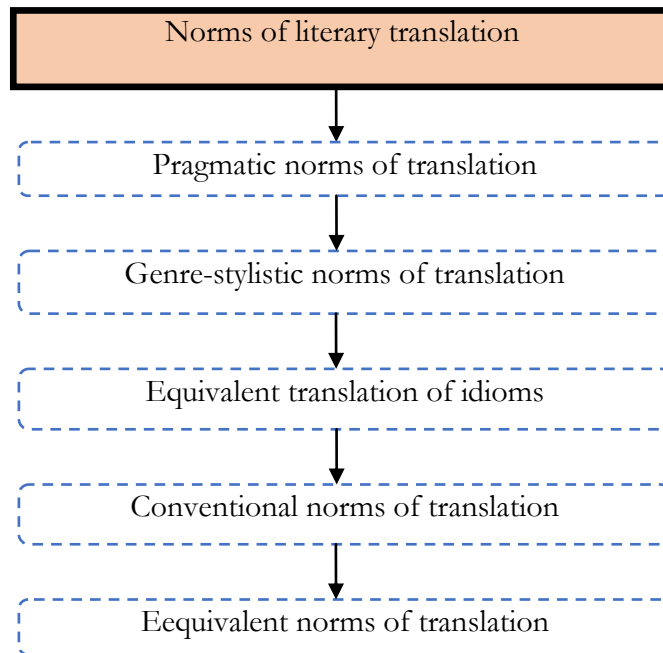 Norms of literary translation
Pragmatic norms of translation
Genre-stylistic norms of translation
Equivalent translation of idioms
Conventional norms of translation
Eequivalent norms of translation